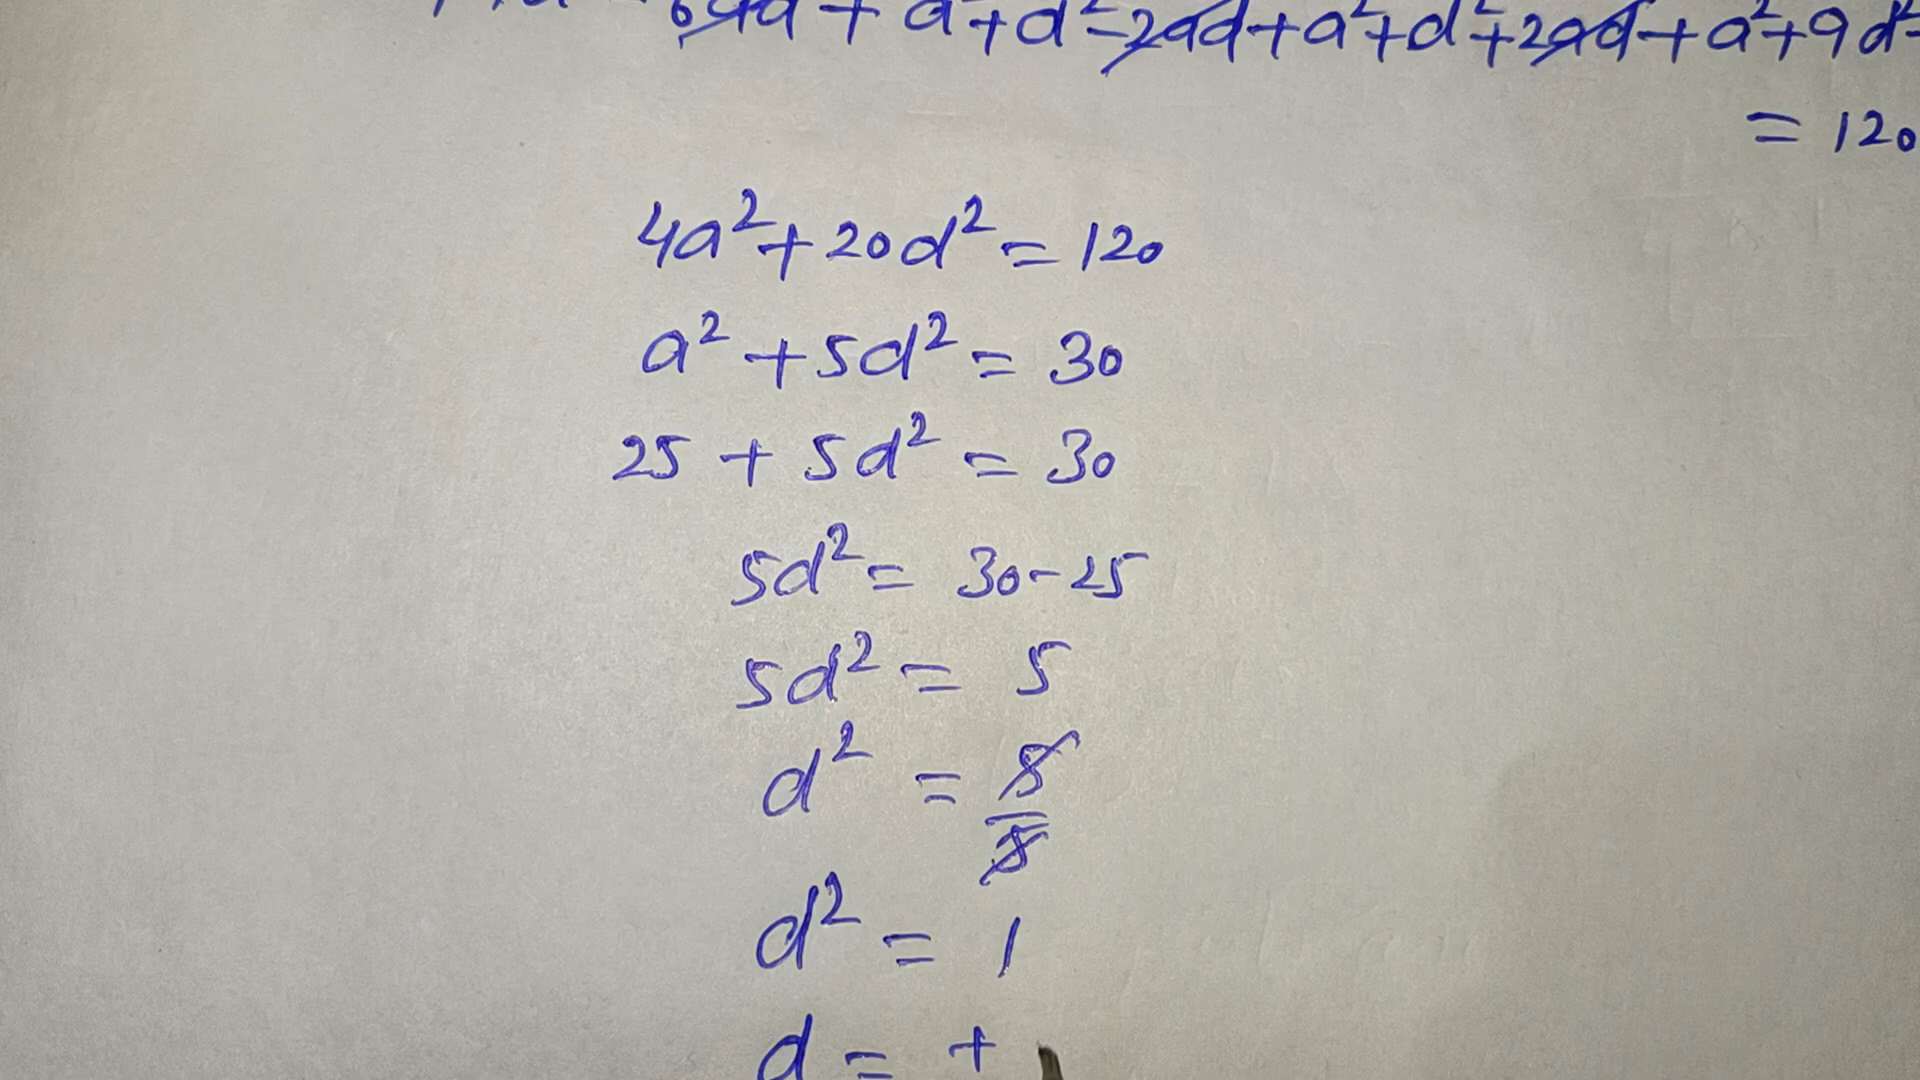 6ad + a²+d²-2ad+a²+d²+2ad+a²+9d²
= 120
4a²+20d²=120
a²+5d²=30
25+5d²=30
5d²=30-25
5d²=5
d²=5/5
d²=1
d=+